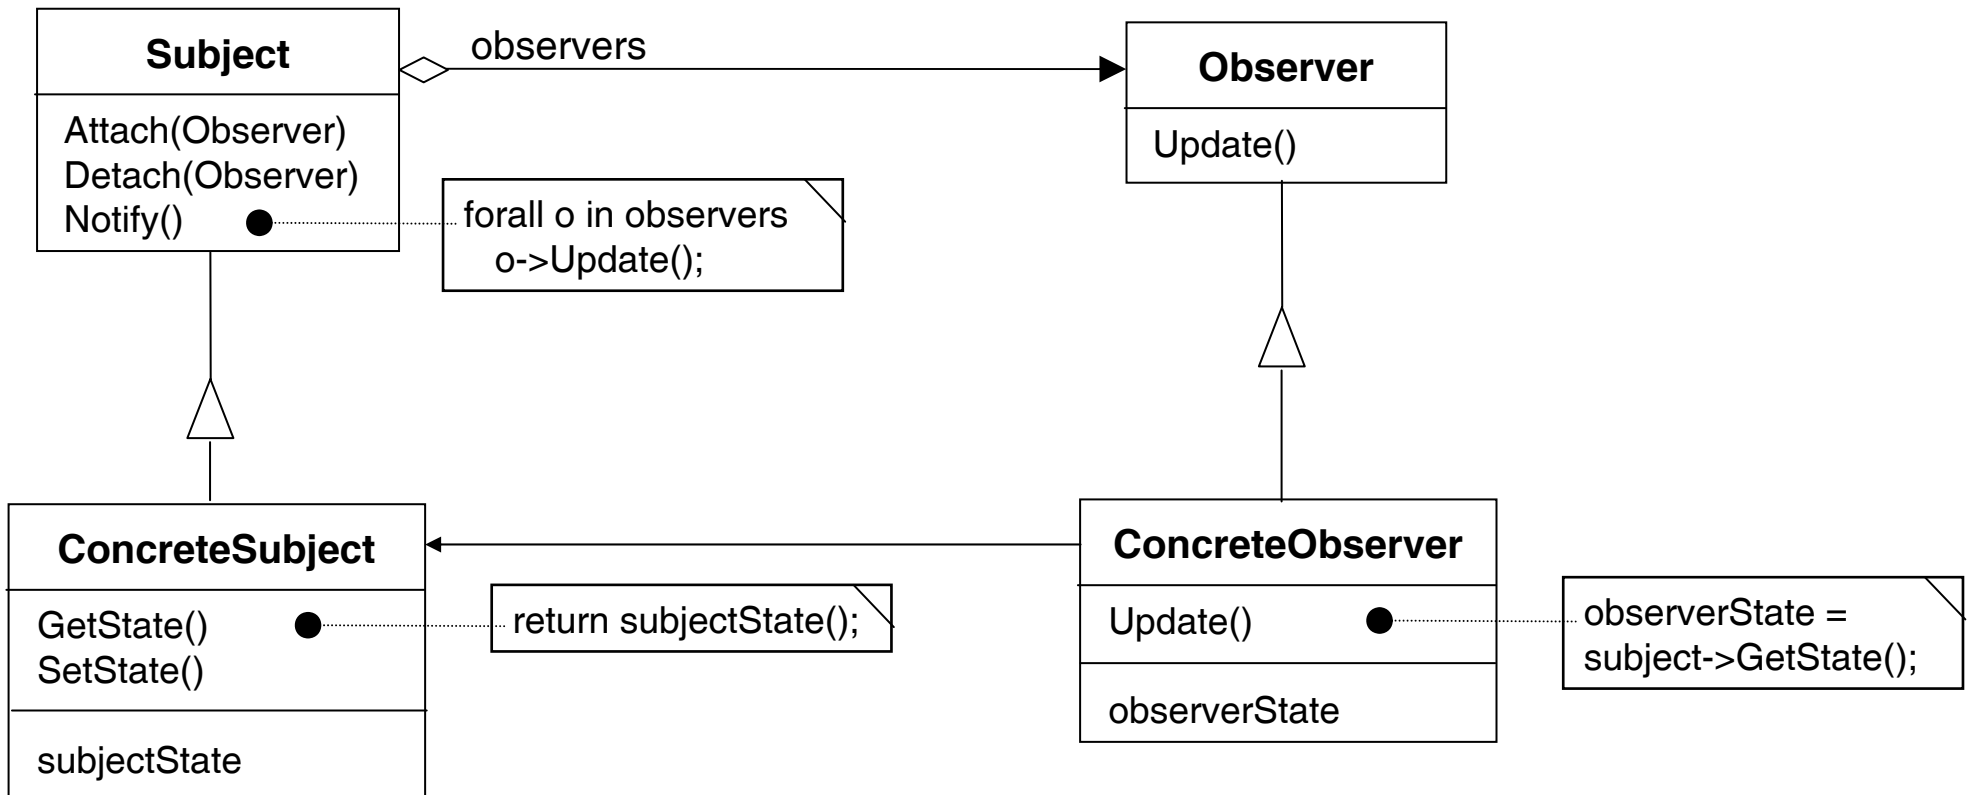 Subject
Attach(Observer)
Detach(Observer)
Notify()
observers
Observer
Update()
forall o in observers
o->Update();
ConcreteSubject
GetState()
SetState()
subjectState
return subjectState();
ConcreteObserver
Update()
observerState
observerState =
subject->GetState();